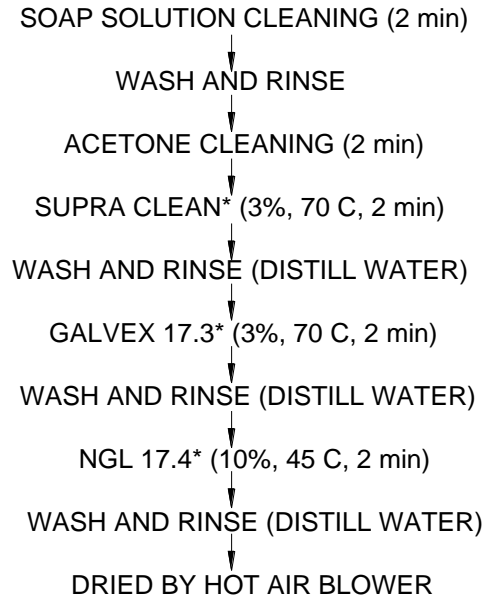 SOAP SOLUTION CLEANING (2 min)
WASH AND RINSE
ACETONE CLEANING (2 min)
SUPRA CLEAN* (3%, 70 C, 2 min)
WASH AND RINSE (DISTILL WATER)
GALVEX 17.3* (3%, 70 C, 2 min)
WASH AND RINSE (DISTILL WATER)
NGL 17.4* (10%, 45 C, 2 min)
WASH AND RINSE (DISTILL WATER)
DRIED BY HOT AIR BLOWER